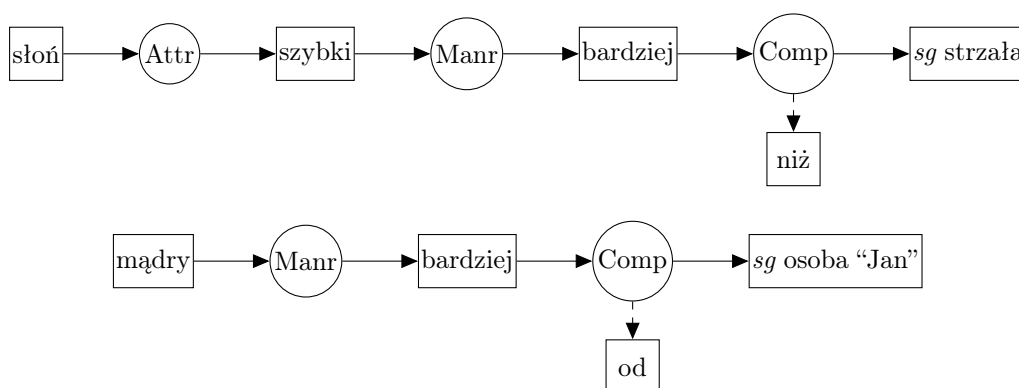 słoń Attr szybki Manr bardziej Comp sg strzała
niż
mądry Manr bardziej Comp sg osoba “Jan”
od